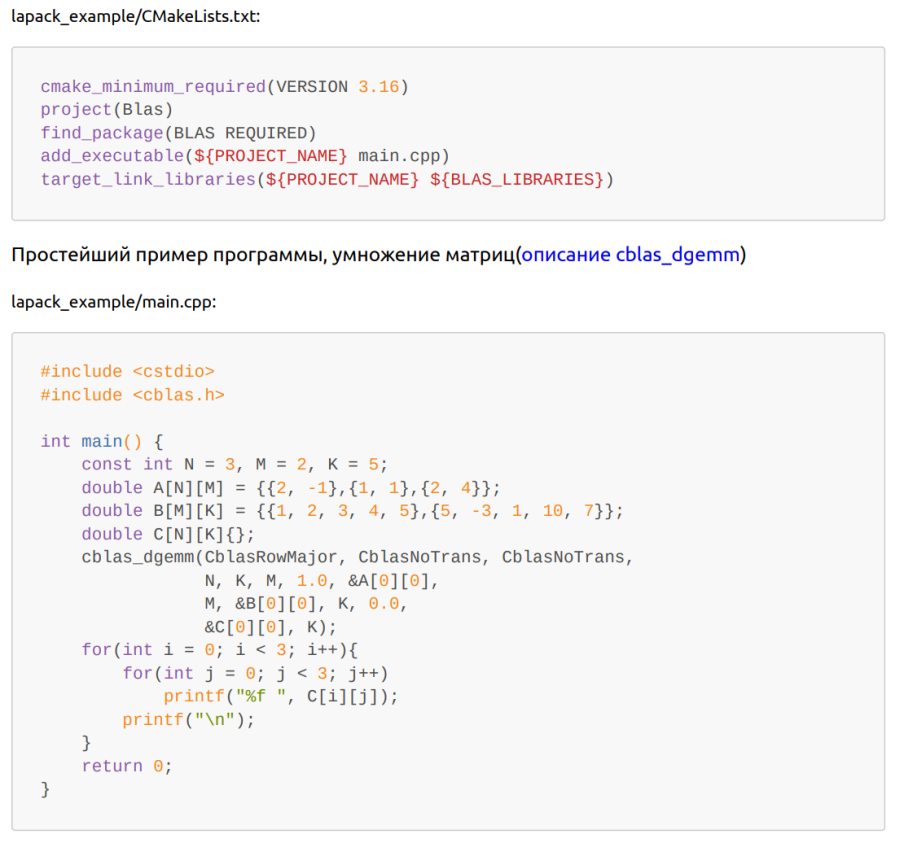 lapack_example/CMakeLists.txt:
cmake_minimum_required(VERSION 3.16)
project(Blas)
find_package(BLAS REQUIRED)
add_executable(${PROJECT_NAME} main.cpp)
target_link_libraries(${PROJECT_NAME} ${BLAS_LIBRARIES})
Простейший пример программы, умножение матриц(описание cblas_dgemm)
lapack_example/main.cpp:
#include <cstdio>
#include <cblas.h>
int main() {
    const int N = 3, M = 2, K = 5;
    double A[N][M] = {{2, -1},{1, 1},{2, 4}};
    double B[M][K] = {{1, 2, 3, 4, 5},{5, -3, 1, 10, 7}};
    double C[N][K]{};
    cblas_dgemm(CblasRowMajor, CblasNoTrans, CblasNoTrans,
                N, K, M, 1.0, &A[0][0],
                M, &B[0][0], K, 0.0,
                &C[0][0], K);
    for(int i = 0; i < 3; i++){
        for(int j = 0; j < 3; j++)
            printf("%f ", C[i][j]);
        printf("\n");
    }
    return 0;
}